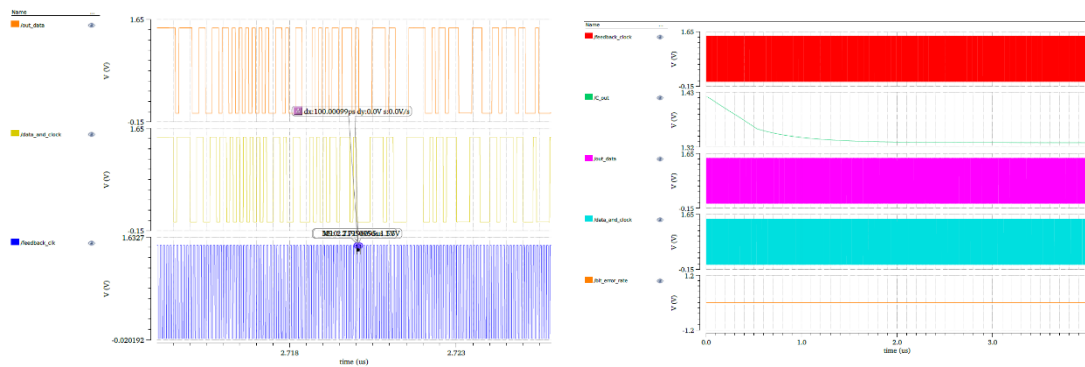 Name
...
/out_data
1.65
V (V)
-0.15
dx:100.00099ps dy:0.0V s:0.0V/s
/data_and_clock
1.65
V (V)
-0.15
/feedback_clk
1.6327
V (V)
-0.020192
2.718
2.723
time (us)
Name
...
/feedback_clock
1.65
V (V)
-0.15
/C_put
1.43
V (V)
1.32
/out_data
1.65
V (V)
-0.15
/data_and_clock
1.65
V (V)
-0.15
/bit_error_rate
1.2
V (V)
-1.2
0.0
1.0
2.0
3.0
time (us)